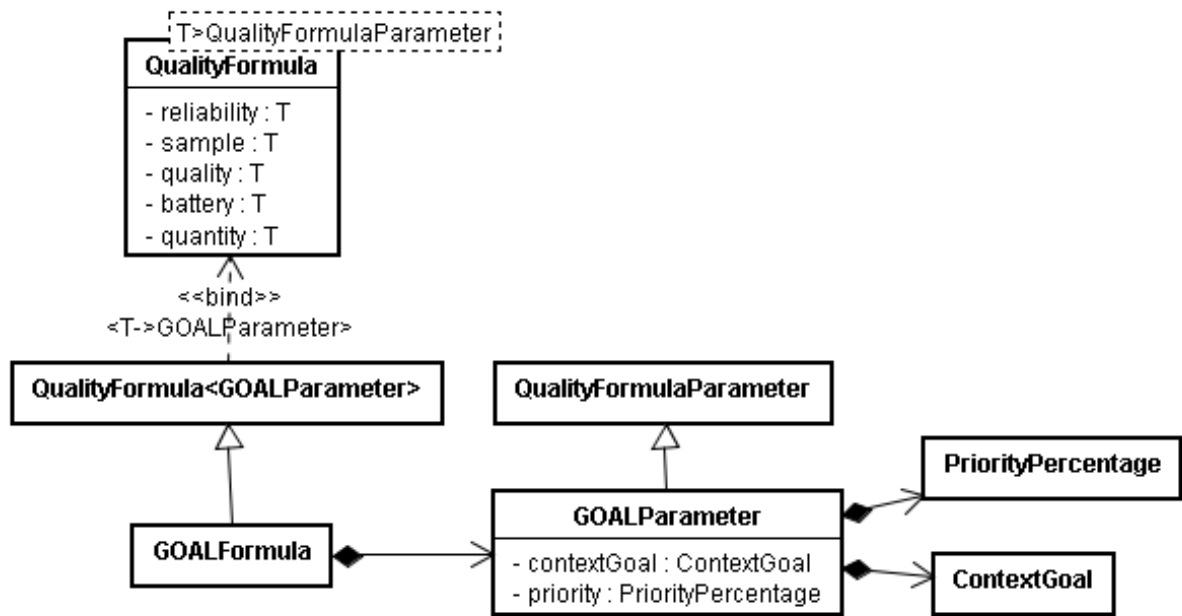 T>QualityFormulaParameter
QualityFormula
- reliability : T
- sample : T
- quality : T
- battery : T
- quantity : T
<<bind>>
<T->GOALParameter>
QualityFormula<GOALParameter>
QualityFormulaParameter
PriorityPercentage
GOALParameter
- contextGoal : ContextGoal
- priority : PriorityPercentage
GOALFormula
ContextGoal